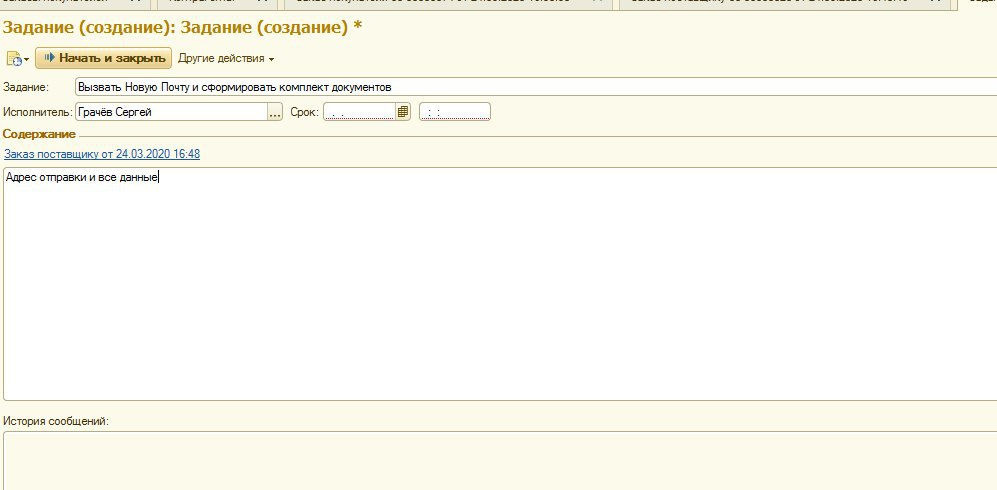 Задание (создание): Задание (создание) *
Начать и закрыть Другие действия
Задание: Вызвать Новую Почту и сформировать комплект документов
Исполнитель: Грачёв Сергей ... Срок: . . : :
Содержание
Заказ поставщику от 24.03.2020 16:48
Адрес отправки и все данные
История сообщений: